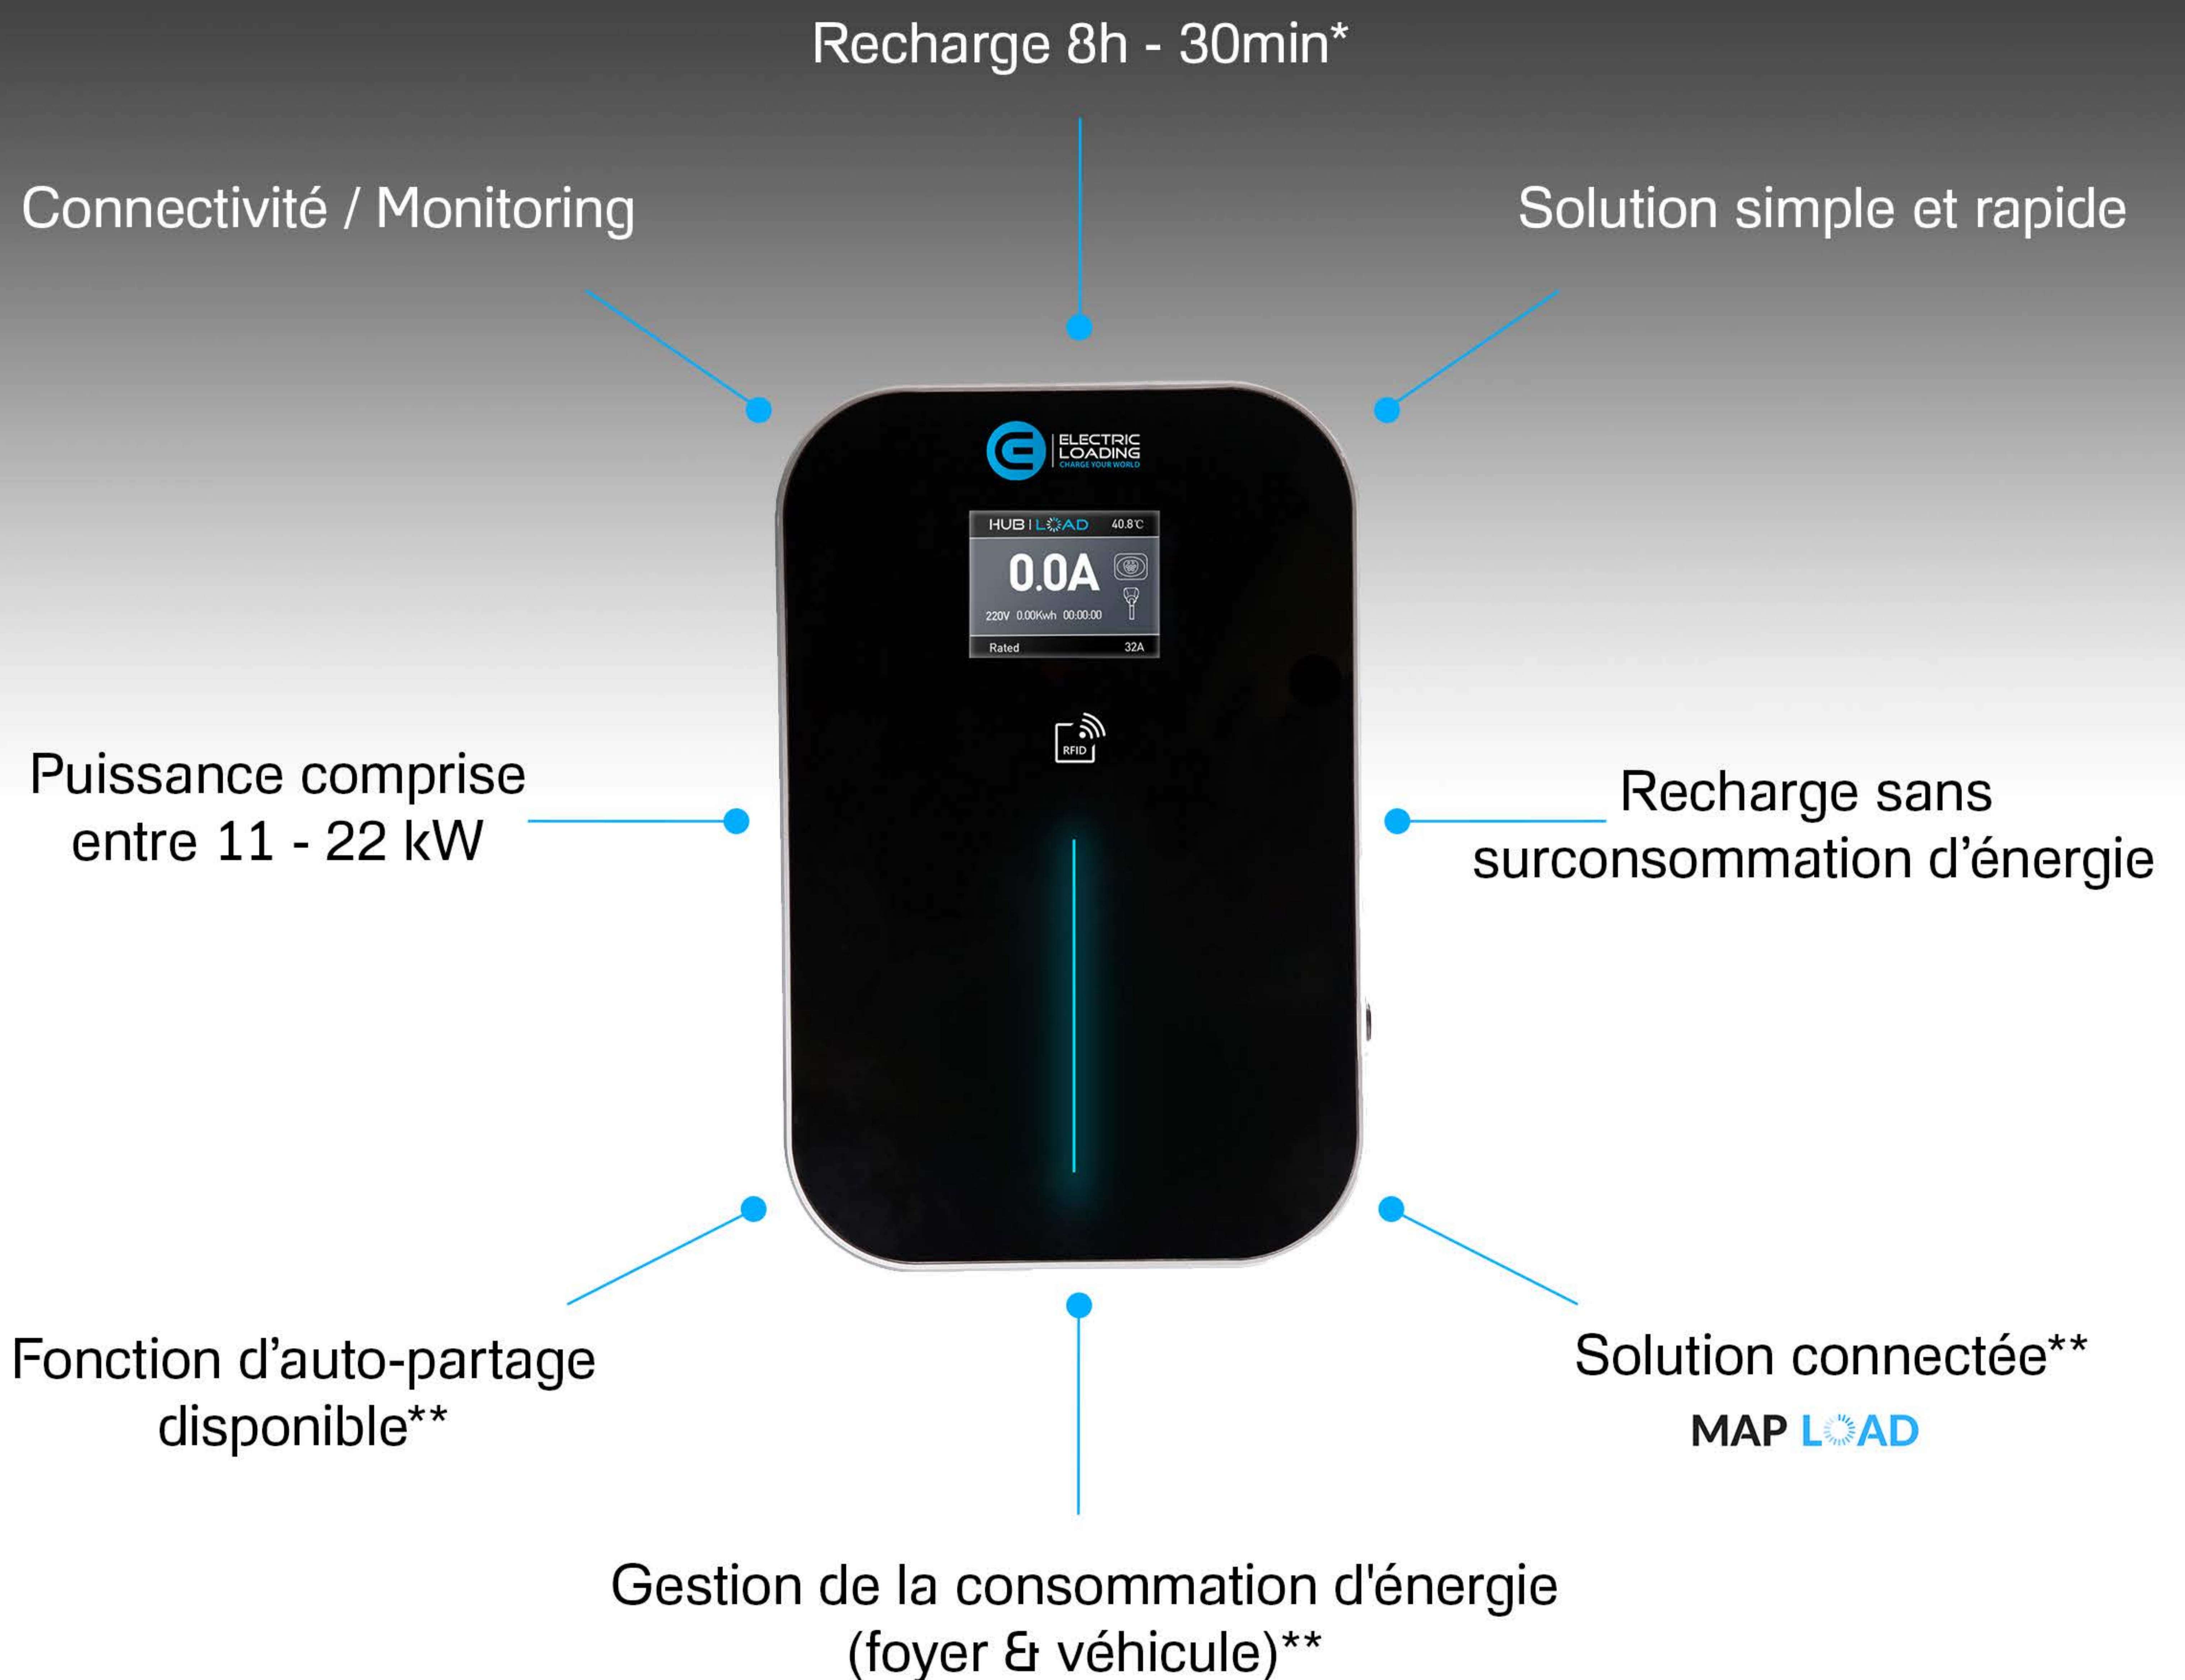 Recharge 8h - 30min*
Connectivité / Monitoring
Solution simple et rapide
ELECTRIC
LOADING
CHARGE YOUR WORLD
HUB | LOAD 40.8°C
0.0A
220V 0.00Kwh 00:00:00
Rated 32A
RFID
Puissance comprise
entre 11 - 22 kW
Recharge sans
surconsommation d'énergie
Fonction d'auto-partage
disponible**
Solution connectée**
MAP LOAD
Gestion de la consommation d'énergie
(foyer & véhicule)**